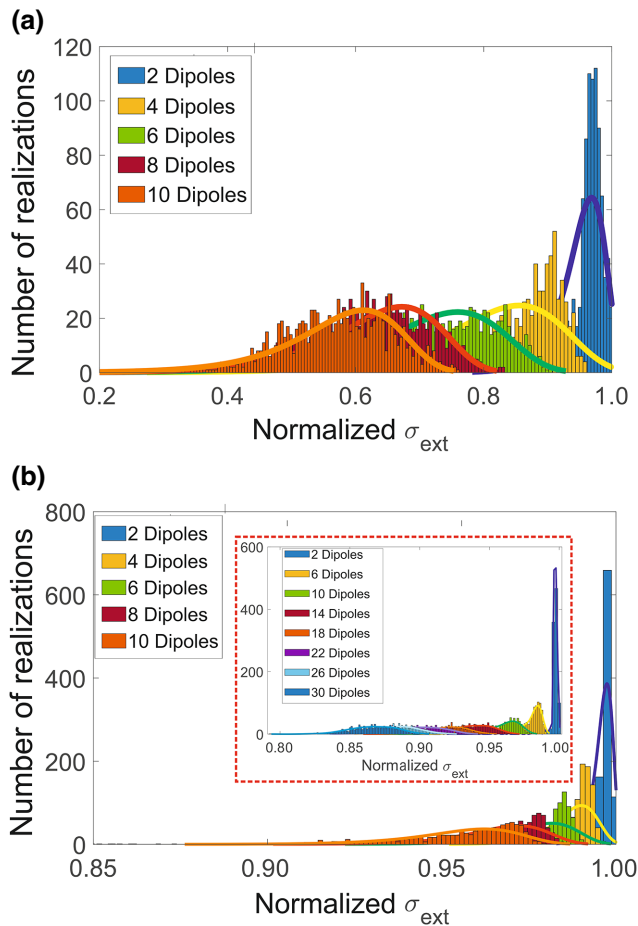 (a)
120
100
80
60
40
20
0
Number of realizations
2 Dipoles
4 Dipoles
6 Dipoles
8 Dipoles
10 Dipoles
0.2 0.4 0.6 0.8 1.0
Normalized σext
(b)
800
600
400
200
0
Number of realizations
2 Dipoles
4 Dipoles
6 Dipoles
8 Dipoles
10 Dipoles
600
400
200
0
2 Dipoles
6 Dipoles
10 Dipoles
14 Dipoles
18 Dipoles
22 Dipoles
26 Dipoles
30 Dipoles
0.80 0.85 0.90 0.95 1.00
Normalized σext
0.85 0.90 0.95 1.00
Normalized σext